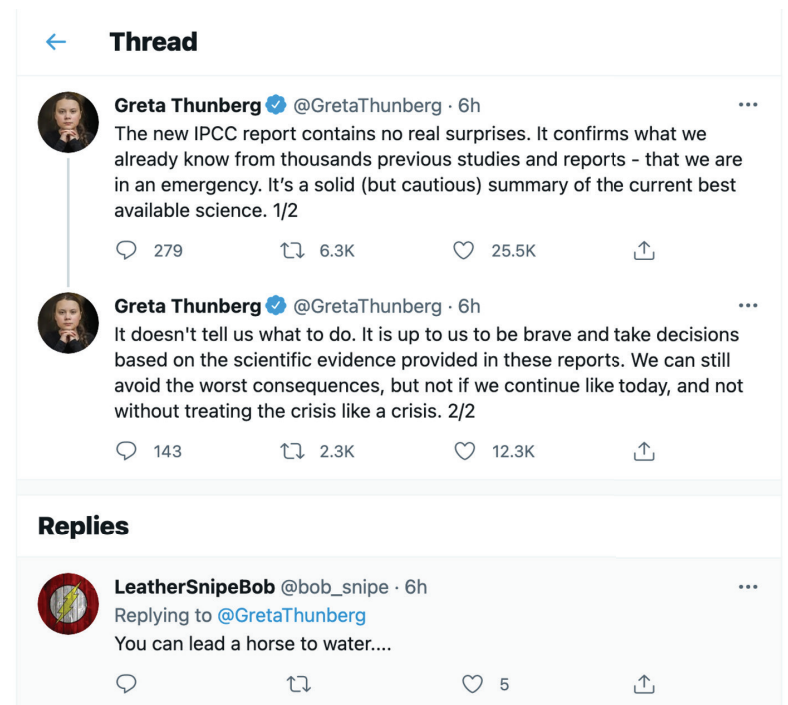 Thread
Greta Thunberg @GretaThunberg · 6h
The new IPCC report contains no real surprises. It confirms what we
already know from thousands previous studies and reports - that we are
in an emergency. It’s a solid (but cautious) summary of the current best
available science. 1/2
279 6.3K 25.5K
Greta Thunberg @GretaThunberg · 6h
It doesn't tell us what to do. It is up to us to be brave and take decisions
based on the scientific evidence provided in these reports. We can still
avoid the worst consequences, but not if we continue like today, and not
without treating the crisis like a crisis. 2/2
143 2.3K 12.3K
Replies
LeatherSnipeBob @bob_snipe · 6h
Replying to @GretaThunberg
You can lead a horse to water....
5